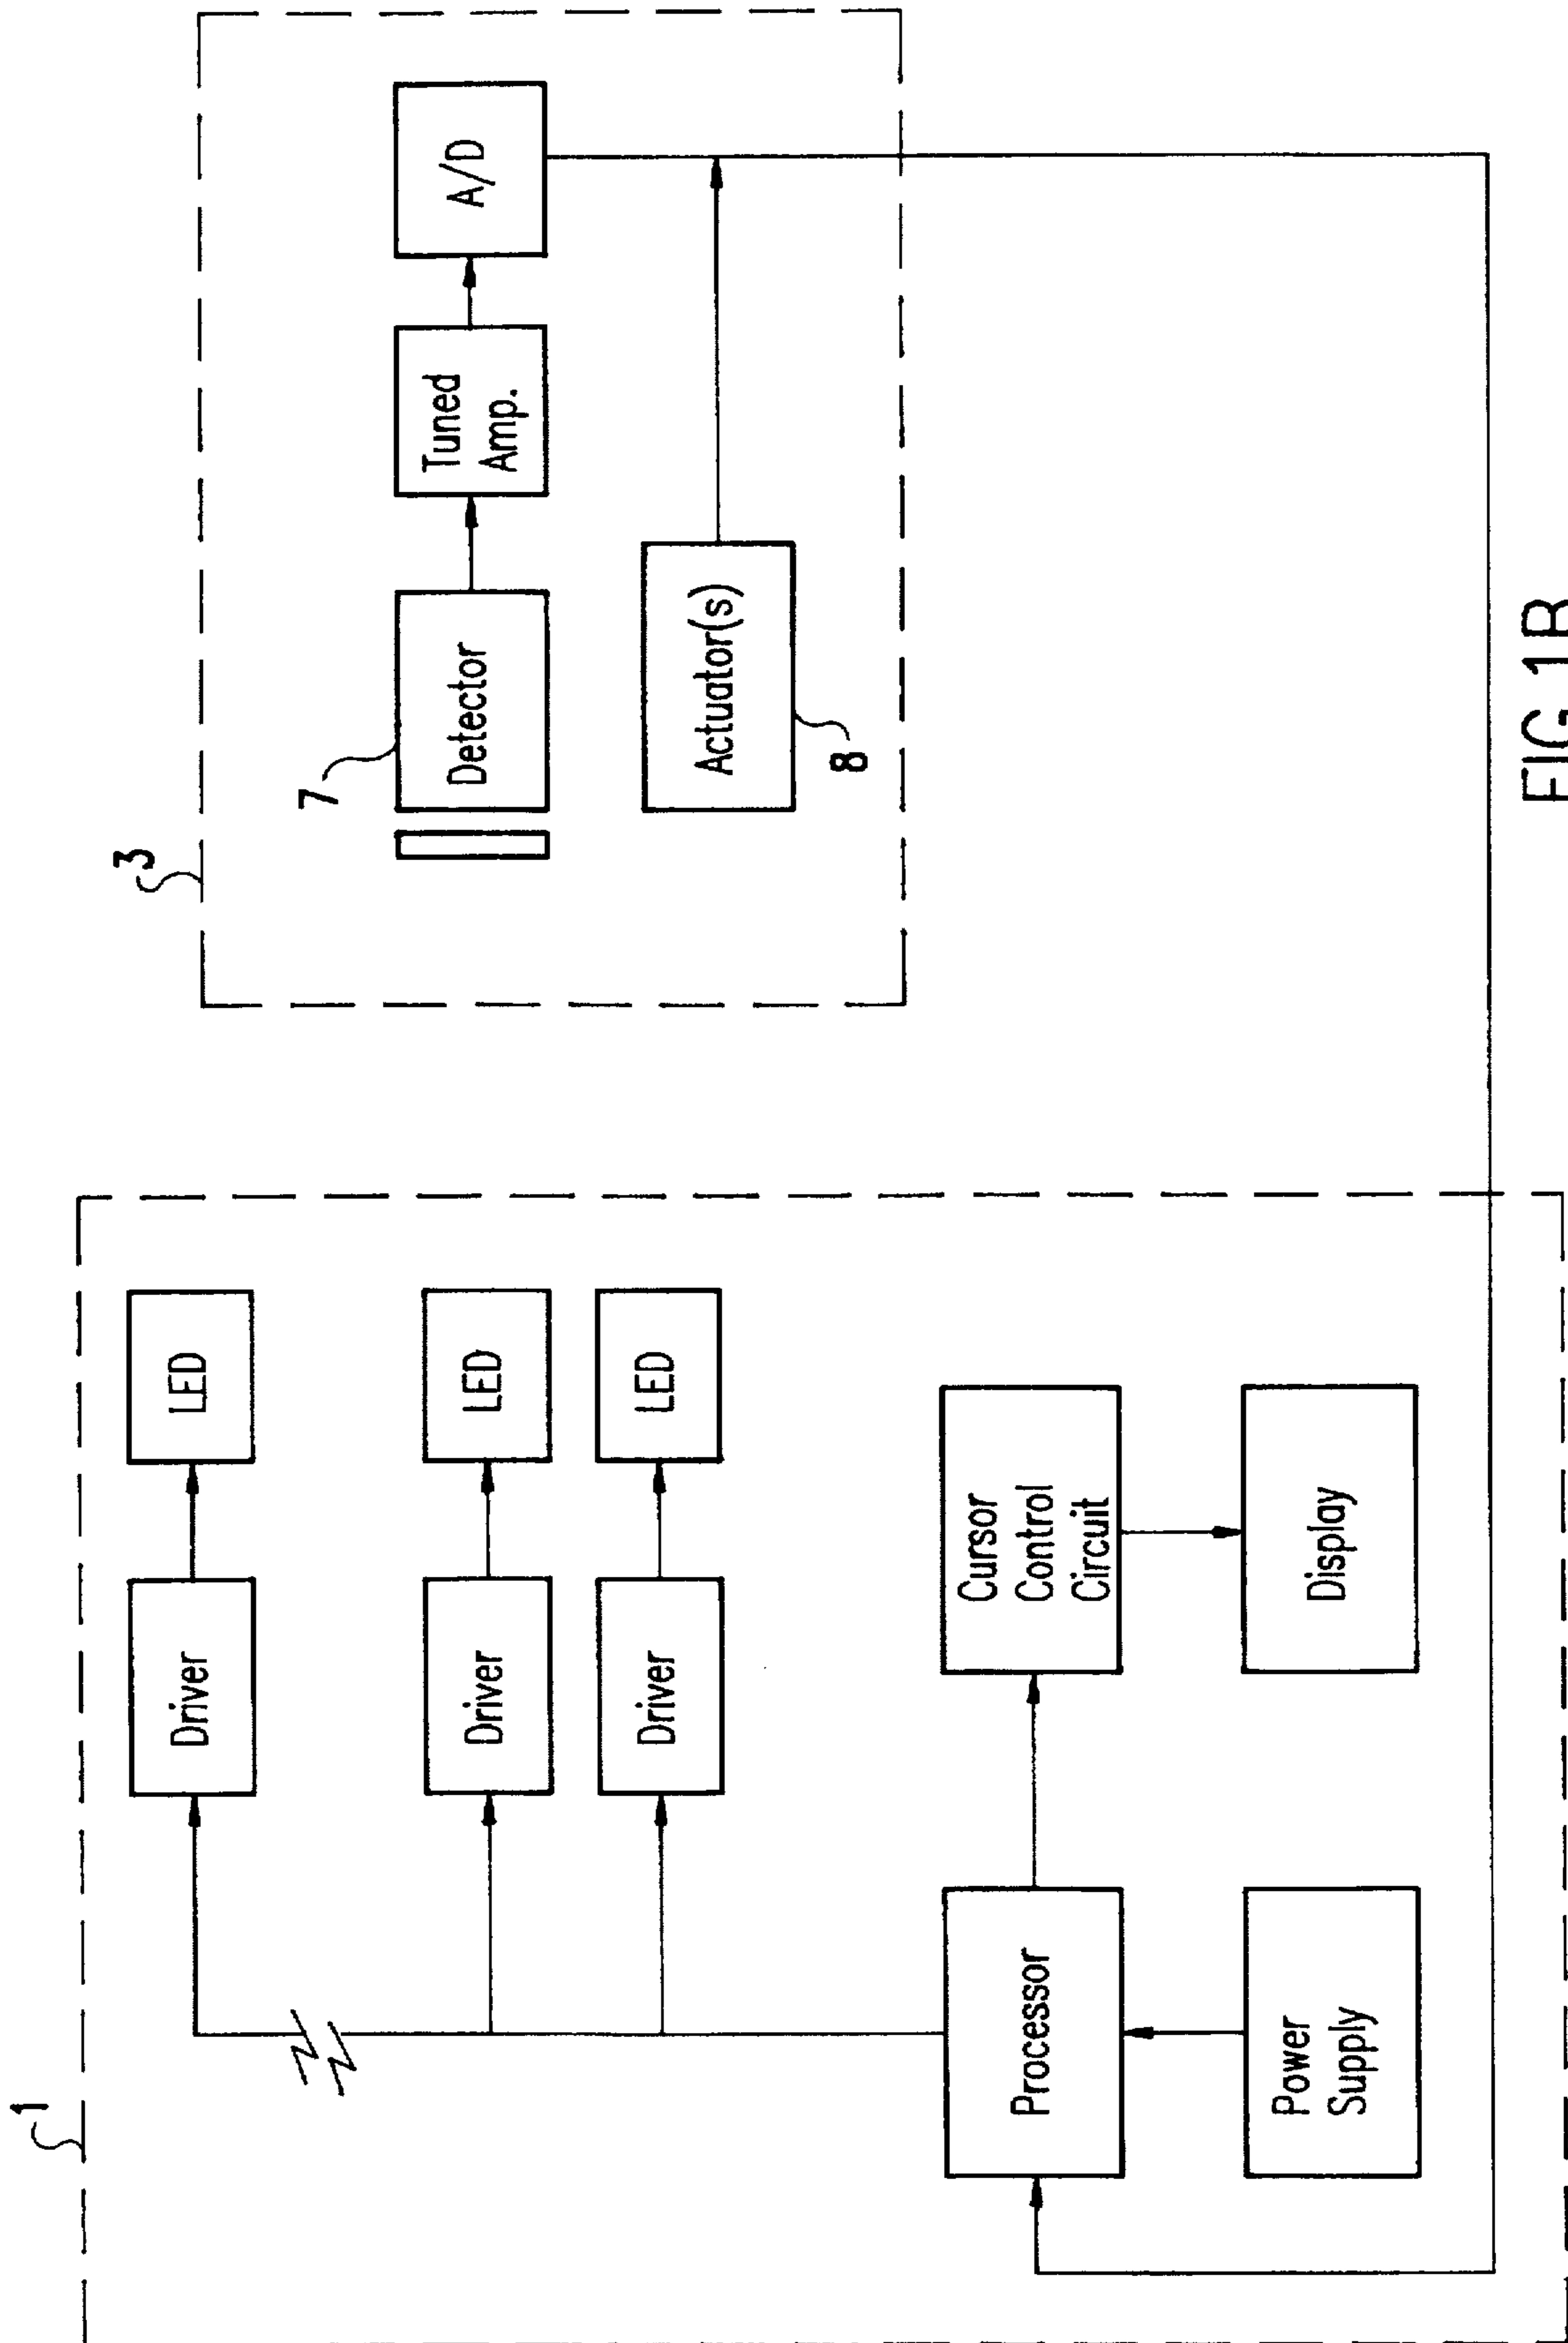 1
Driver
LED
Driver
LED
Driver
LED
Processor
Cursor
Control
Circuit
Power
Supply
Display
3
7
Detector
Tuned
Amp.
A/D
Actuator(s)
8
FIG.1B